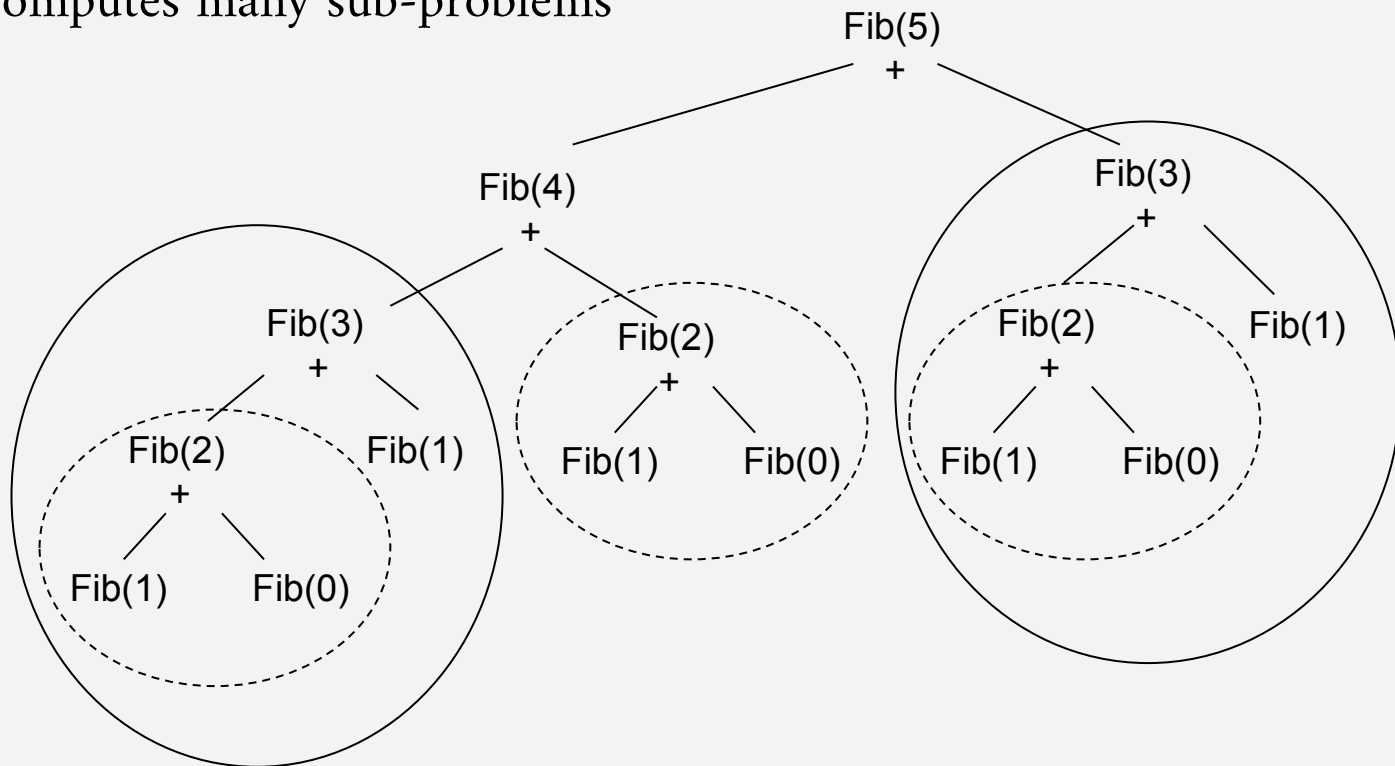 omputes many sub-problems
Fib(5)
+
Fib(4)
+
Fib(3)
+
Fib(3)
+
Fib(2)
+
Fib(2)
+
Fib(1)
Fib(2)
+
Fib(1)
Fib(1)
Fib(0)
Fib(1)
Fib(0)
Fib(1)
Fib(0)